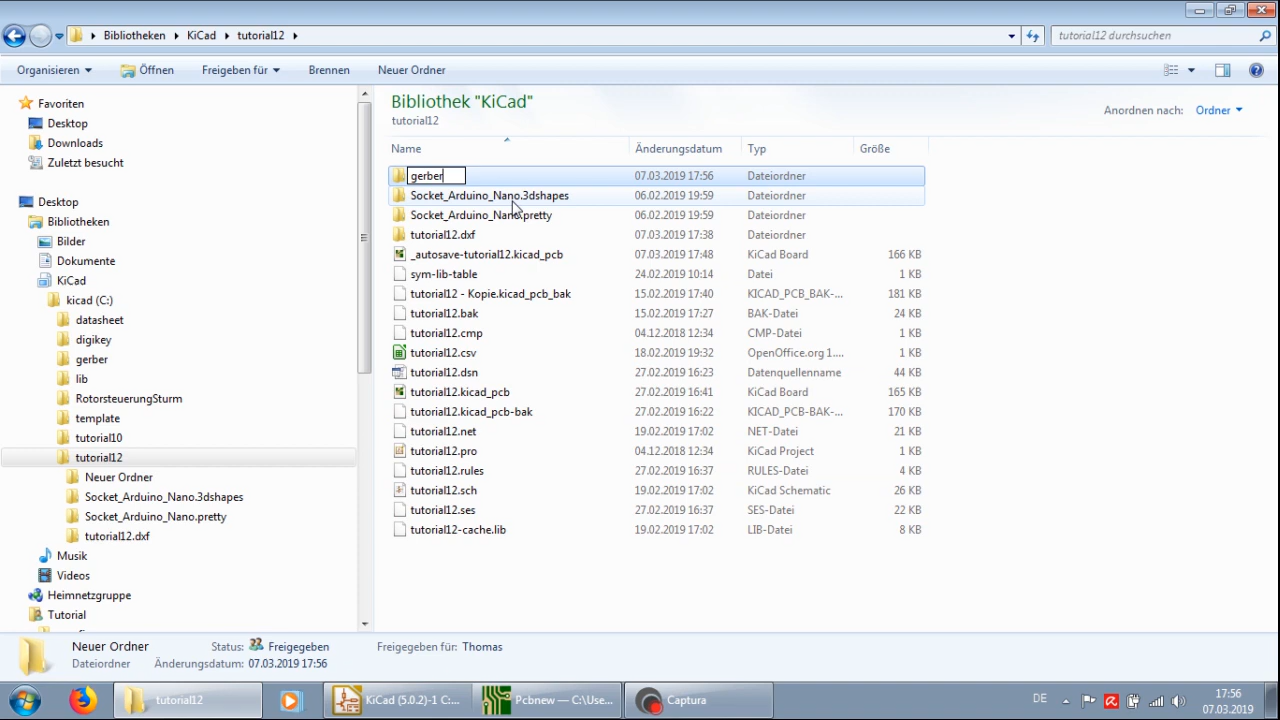 Bibliotheken KiCad tutorial12 tutorial12 durchsuchen
Organisieren Öffnen Freigeben für Brennen Neuer Ordner
Favoriten
Desktop
Downloads
Zuletzt besucht
Desktop
Bibliotheken
Bilder
Dokumente
KiCad
kicad (C:)
datasheet
digikey
gerber
lib
RotorsteuerungSturm
template
tutorial10
tutorial12
Neuer Ordner
Socket_Arduino_Nano.3dshapes
Socket_Arduino_Nano.pretty
tutorial12.dxf
Musik
Videos
Heimnetzgruppe
Tutorial
Bibliothek "KiCad"
tutorial12
Anordnen nach: Ordner
Name Änderungsdatum Typ Größe
gerber 07.03.2019 17:56 Dateiordner
Socket_Arduino_Nano.3dshapes 06.02.2019 19:59 Dateiordner
Socket_Arduino_Nano.pretty 06.02.2019 19:59 Dateiordner
tutorial12.dxf 07.03.2019 17:38 Dateiordner
_autosave-tutorial12.kicad_pcb 07.03.2019 17:48 KiCad Board 166 KB
sym-lib-table 24.02.2019 10:14 Datei 1 KB
tutorial12 - Kopie.kicad_pcb_bak 15.02.2019 17:40 KICAD_PCB_BAK-... 181 KB
tutorial12.bak 15.02.2019 17:27 BAK-Datei 24 KB
tutorial12.cmp 04.12.2018 12:34 CMP-Datei 1 KB
tutorial12.csv 18.02.2019 19:32 OpenOffice.org 1.... 1 KB
tutorial12.dsn 27.02.2019 16:23 Datenquellenname 44 KB
tutorial12.kicad_pcb 27.02.2019 16:41 KiCad Board 165 KB
tutorial12.kicad_pcb-bak 27.02.2019 16:22 KICAD_PCB-BAK-... 170 KB
tutorial12.net 19.02.2019 17:02 NET-Datei 21 KB
tutorial12.pro 04.12.2018 12:34 KiCad Project 1 KB
tutorial12.rules 27.02.2019 16:37 RULES-Datei 4 KB
tutorial12.sch 19.02.2019 17:02 KiCad Schematic 26 KB
tutorial12.ses 27.02.2019 16:37 SES-Datei 22 KB
tutorial12-cache.lib 19.02.2019 17:02 LIB-Datei 8 KB
Neuer Ordner Status: Freigegeben Freigegeben für: Thomas
Dateiordner Änderungsdatum: 07.03.2019 17:56
tutorial12 KiCad (5.0.2)-1 C:... Pcbnew — C:\Use... Captura DE 17:56
07.03.2019